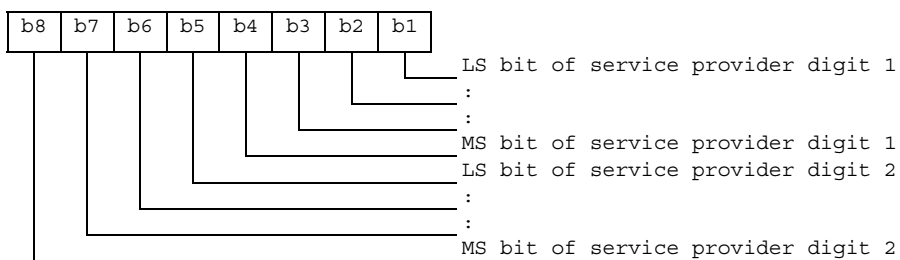 b8 b7 b6 b5 b4 b3 b2 b1
LS bit of service provider digit 1
:
:
MS bit of service provider digit 1
LS bit of service provider digit 2
:
:
MS bit of service provider digit 2